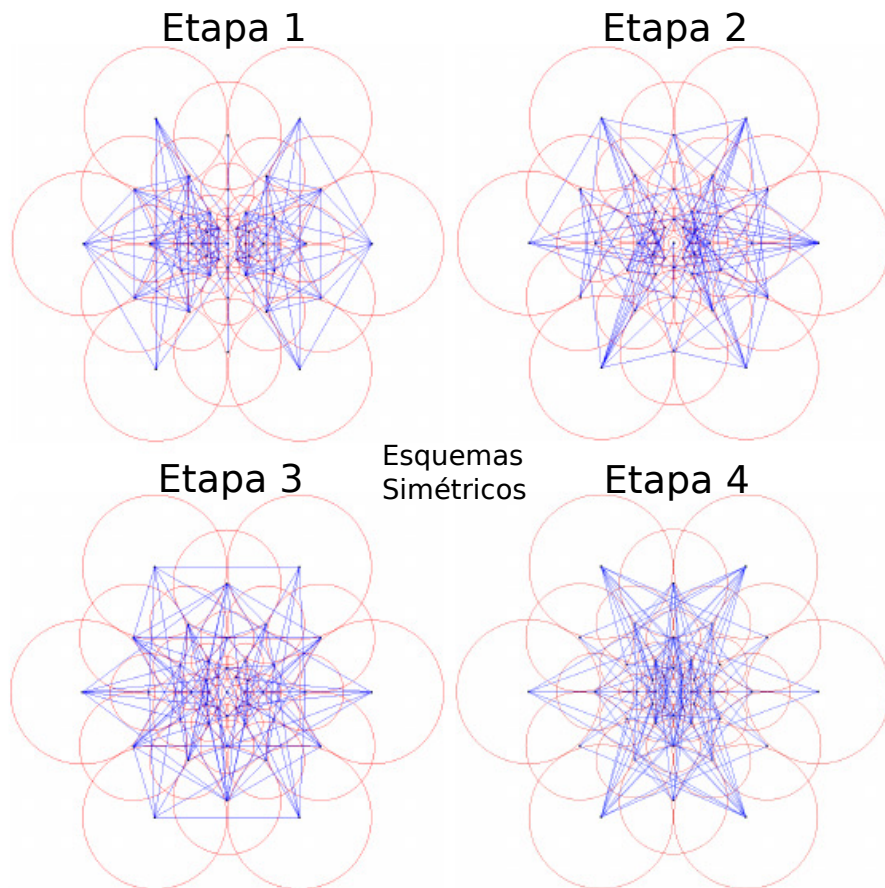 Etapa 1
Etapa 2
Esquemas
Simétricos
Etapa 3
Etapa 4